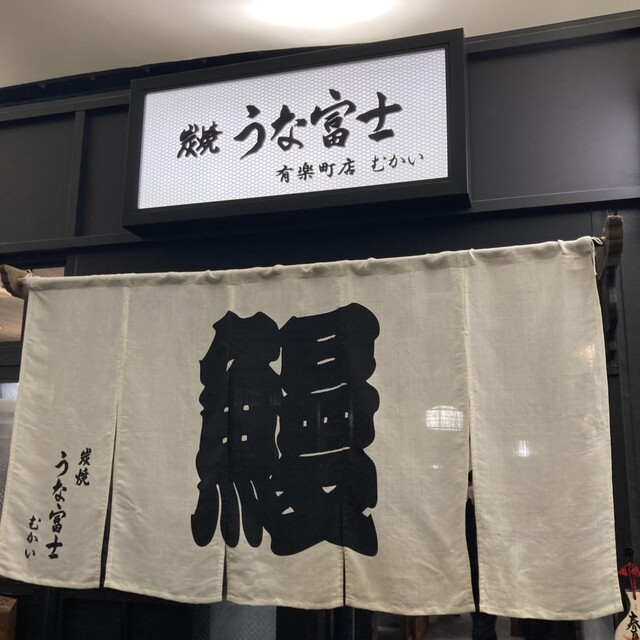 炭焼 うな富士
有楽町店 むかい
鰻
炭焼
うな富士
むかい